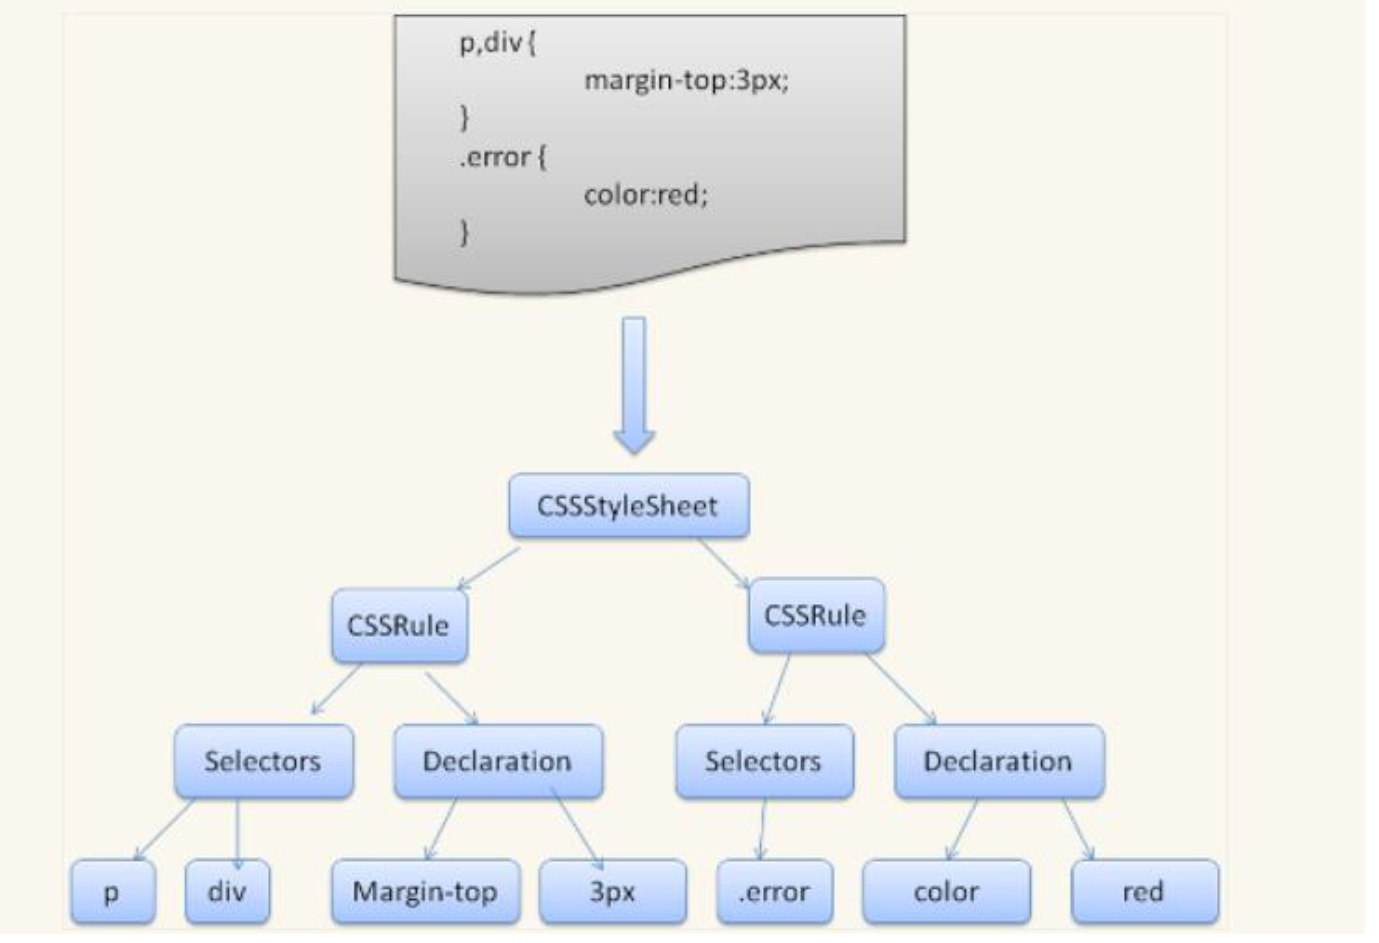 p,div {
margin-top:3px;
}
.error {
color:red;
}
CSSStyleSheet
CSSRule
CSSRule
Selectors
Declaration
Selectors
Declaration
p
div
Margin-top
3px
.error
color
red